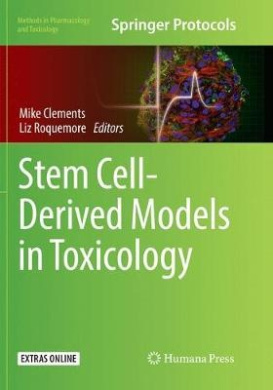 Methods in Pharmacology
and Toxicology
Springer Protocols
Mike Clements
Liz Roquemore Editors
Stem Cell-
Derived Models
in Toxicology
EXTRAS ONLINE
Humana Press